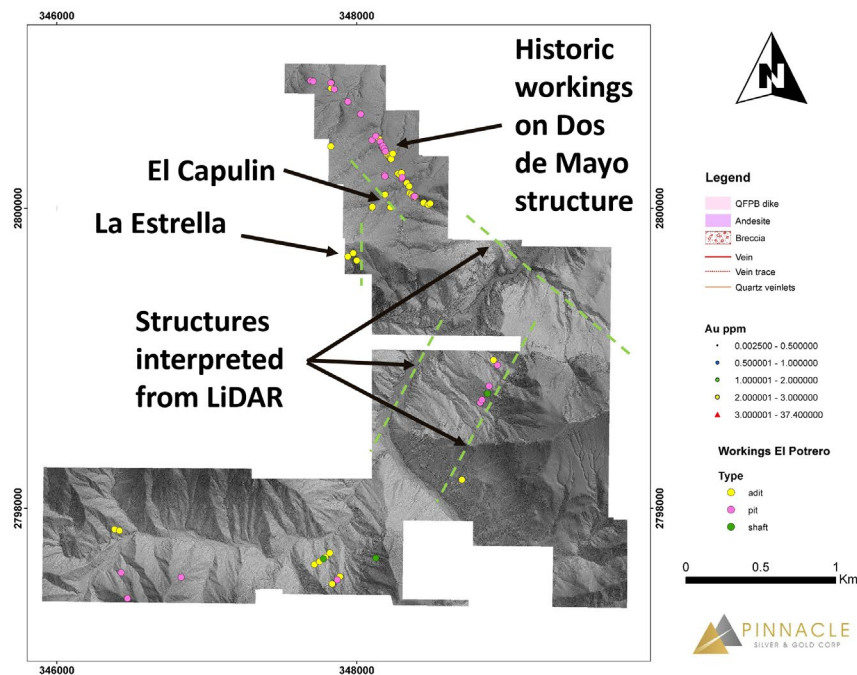 346000
348000
Historic
workings
on Dos
de Mayo
structure
El Capulin
La Estrella
Structures
interpreted
from LiDAR
2800000
2798000
2800000
2798000
346000
348000
N
Legend
QFPB dike
Andesite
Breccia
Vein
Vein trace
Quartz veinlets
Au ppm
0.002500 - 0.500000
0.500001 - 1.000000
1.000001 - 2.000000
2.000001 - 3.000000
3.000001 - 37.400000
Workings El Potrero
Type
adit
pit
shaft
0 0.5 1
Km
PINNACLE
SILVER & GOLD CORP